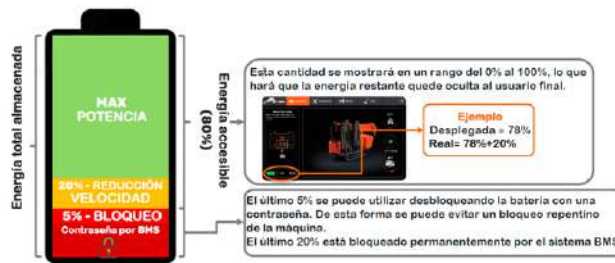 Energía total almacenada
MAX
POTENCIA
20% - REDUCCIÓN
VELOCIDAD
5% - BLOQUEO
Contraseña por BMS
Energía accesible
(80%)
Esta cantidad se mostrará en un rango del 0% al 100%, lo que
hará que la energía restante quede oculta al usuario final.
Ejemplo
Desplegada = 78%
Real= 78%+20%
El último 5% se puede utilizar desbloqueando la batería con una
contraseña. De esta forma se puede evitar un bloqueo repentino
de la máquina.
El último 20% está bloqueado permanentemente por el sistema BMS